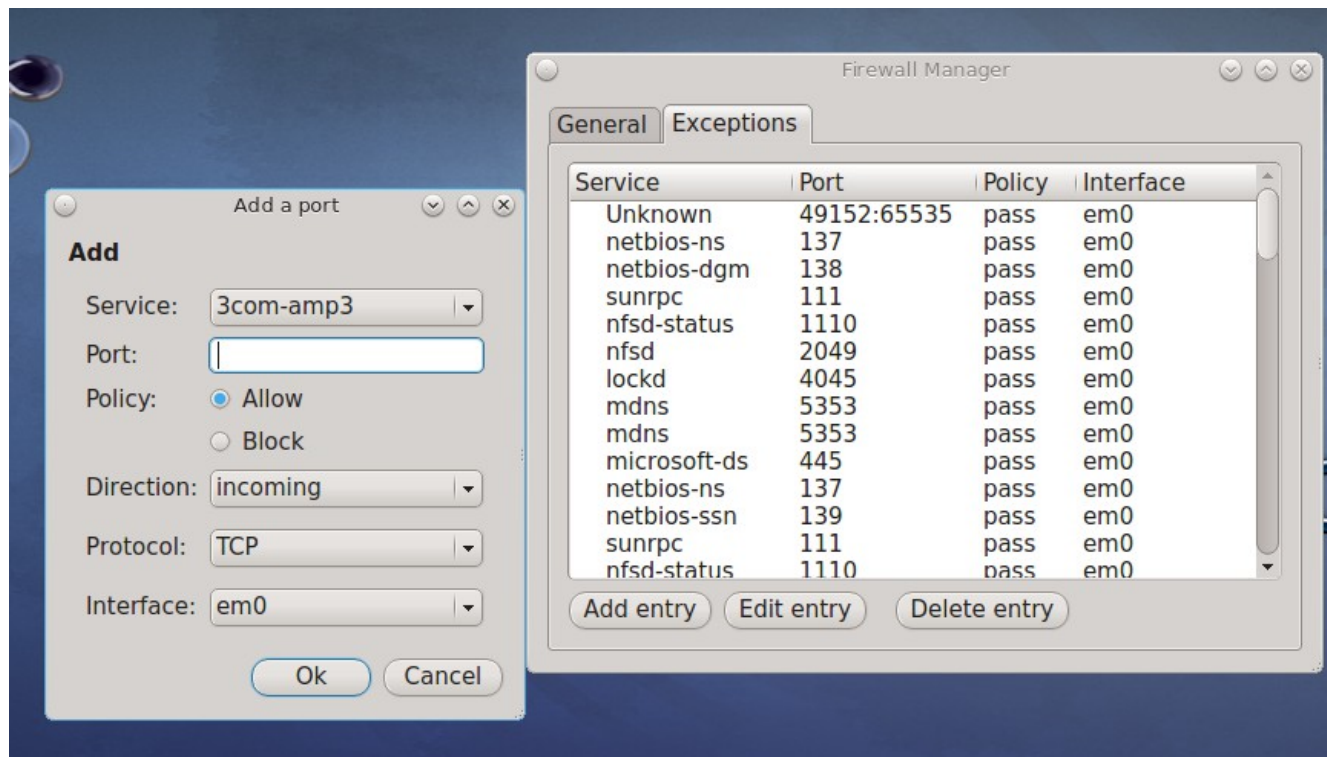 Firewall Manager
General Exceptions
Service Port Policy Interface
Unknown 49152:65535 pass em0
netbios-ns 137 pass em0
netbios-dgm 138 pass em0
sunrpc 111 pass em0
nfsd-status 1110 pass em0
nfsd 2049 pass em0
lockd 4045 pass em0
mdns 5353 pass em0
mdns 5353 pass em0
microsoft-ds 445 pass em0
netbios-ns 137 pass em0
netbios-ssn 139 pass em0
sunrpc 111 pass em0
nfsd-status 1110 pass em0
Add entry Edit entry Delete entry
Add a port
Add
Service: 3com-amp3
Port:
Policy: Allow
Block
Direction: incoming
Protocol: TCP
Interface: em0
Ok Cancel